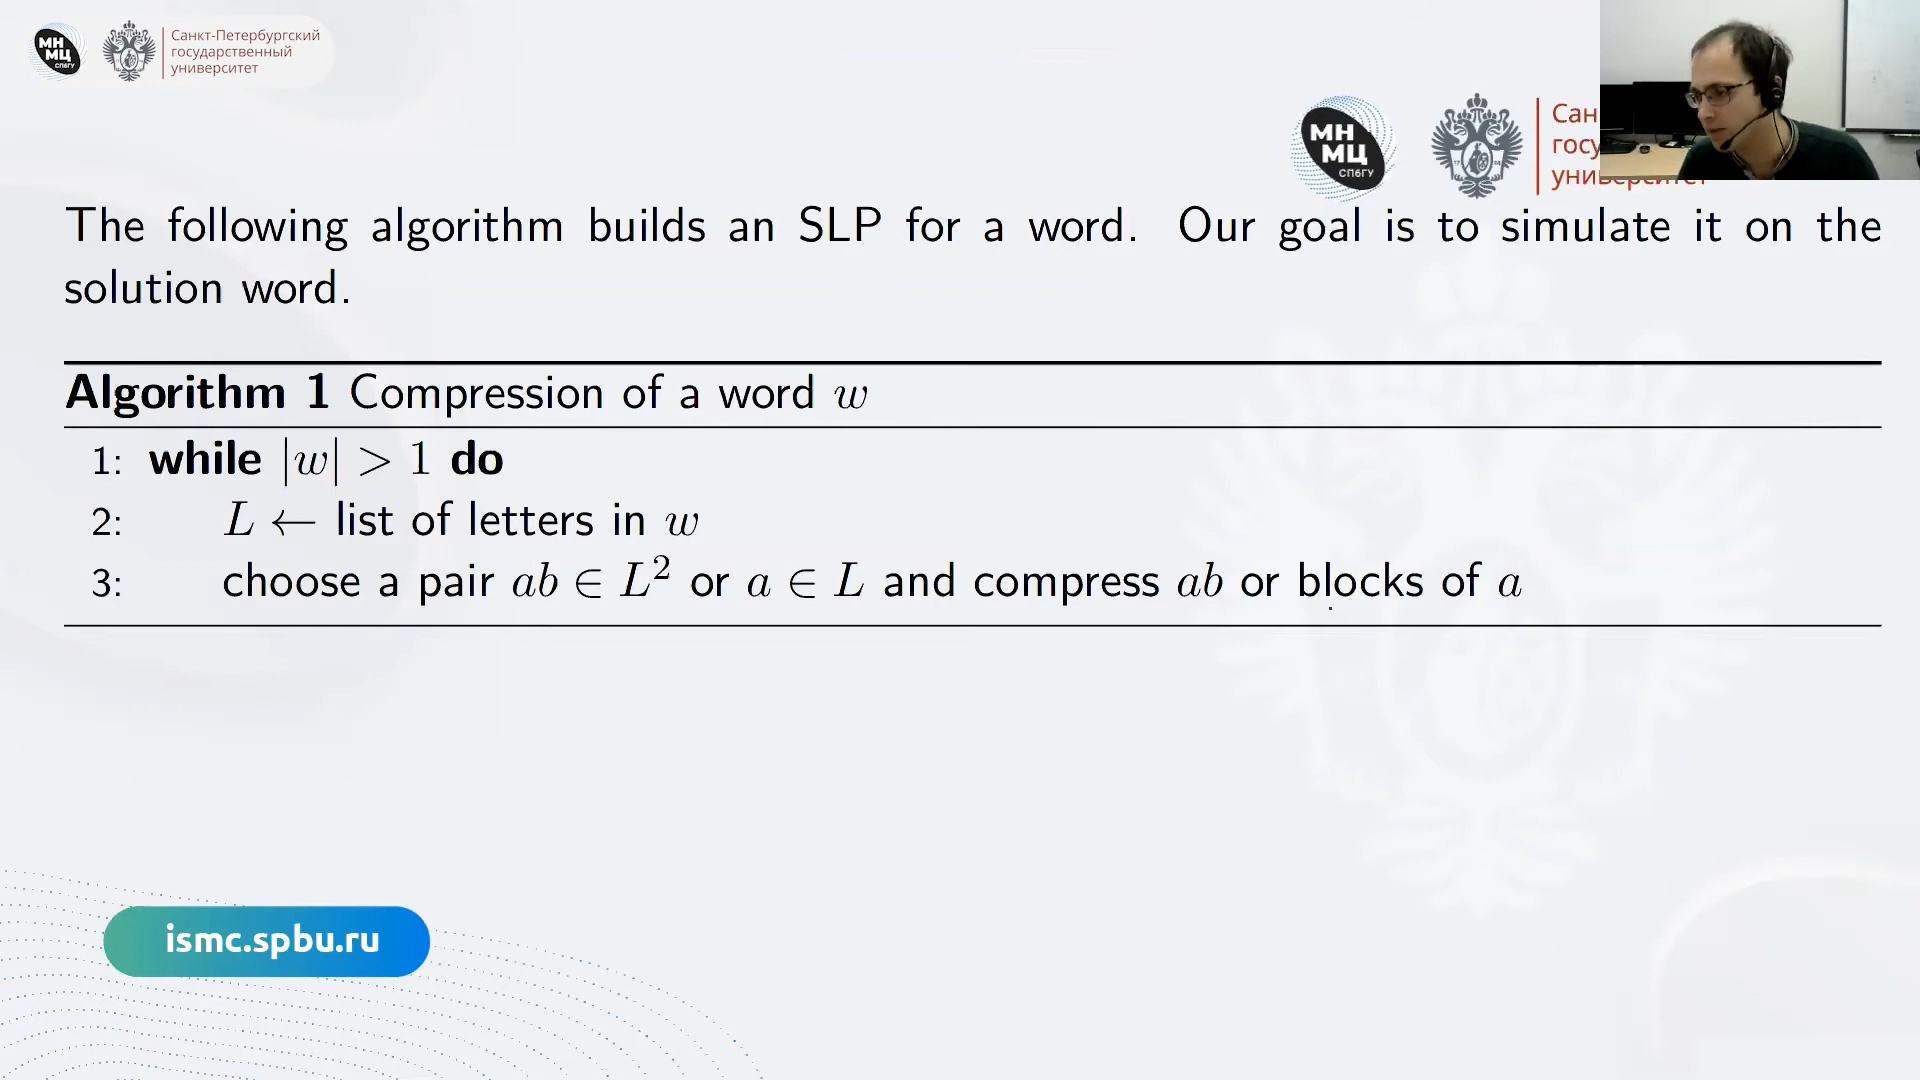 МН
МЦ
СПбГУ
Санкт-Петербургский
государственный
университет
МН
МЦ
СПбГУ
The following algorithm builds an SLP for a word. Our goal is to simulate it on the
solution word.
Algorithm 1 Compression of a word w
1: while |w| > 1 do
2: L ← list of letters in w
3: choose a pair ab ∈ L² or a ∈ L and compress ab or blocks of a
ismc.spbu.ru